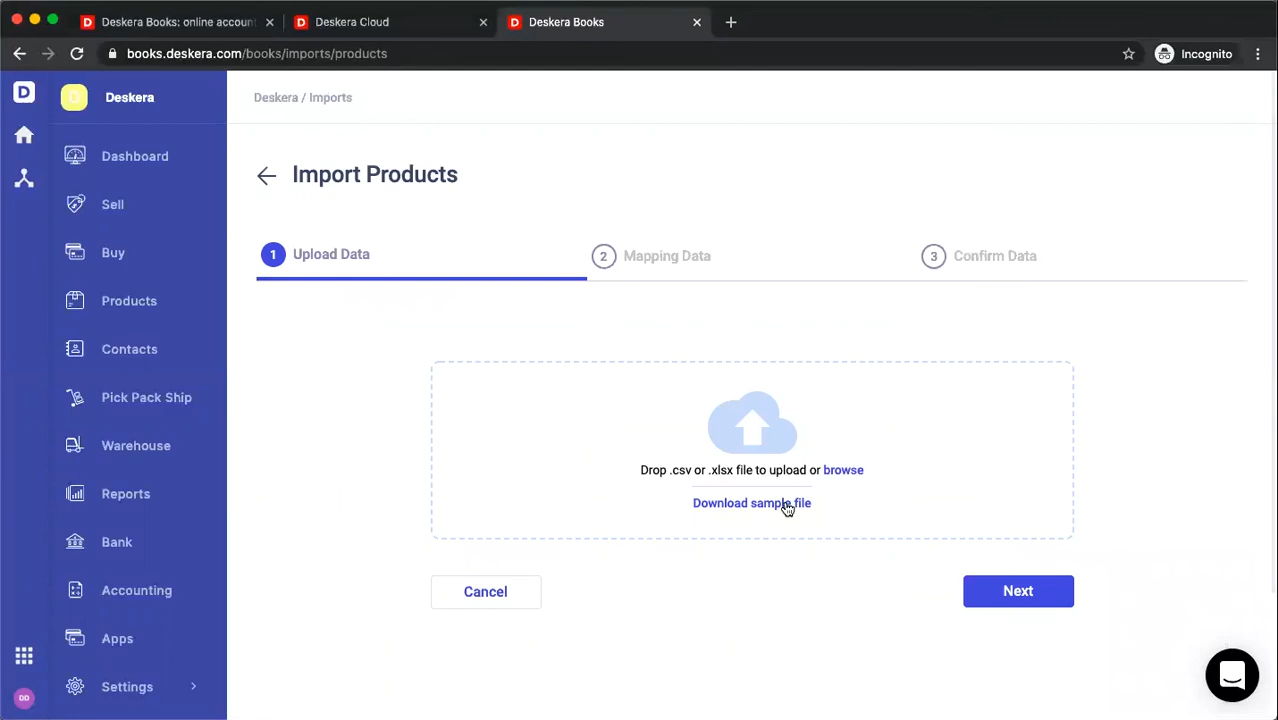 Deskera Books: online accoun
Deskera Cloud
Deskera Books
books.deskera.com/books/imports/products
Incognito
D
D
Deskera
Deskera / Imports
Dashboard
Sell
Buy
Products
Contacts
Pick Pack Ship
Warehouse
Reports
Bank
Accounting
Apps
Settings
DD
Import Products
1 Upload Data
2 Mapping Data
3 Confirm Data
Drop .csv or .xlsx file to upload or browse
Download sample file
Cancel
Next